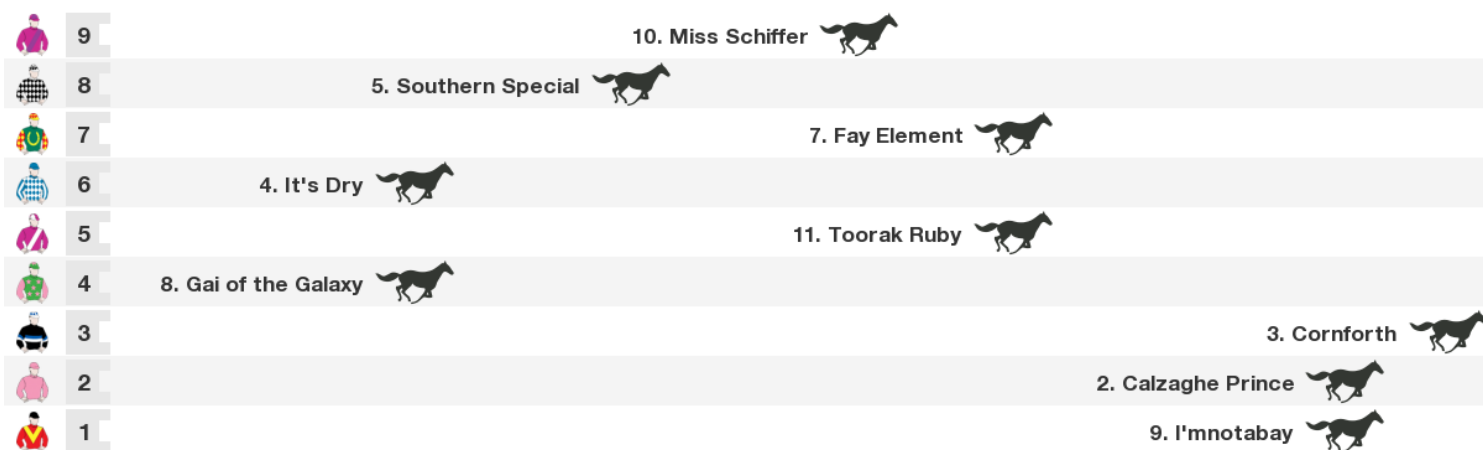 9 10. Miss Schiffer
8 5. Southern Special
7 7. Fay Element
6 4. It's Dry
5 11. Toorak Ruby
4 8. Gai of the Galaxy
3 3. Cornforth
2 2. Calzaghe Prince
1 9. I'mnotabay